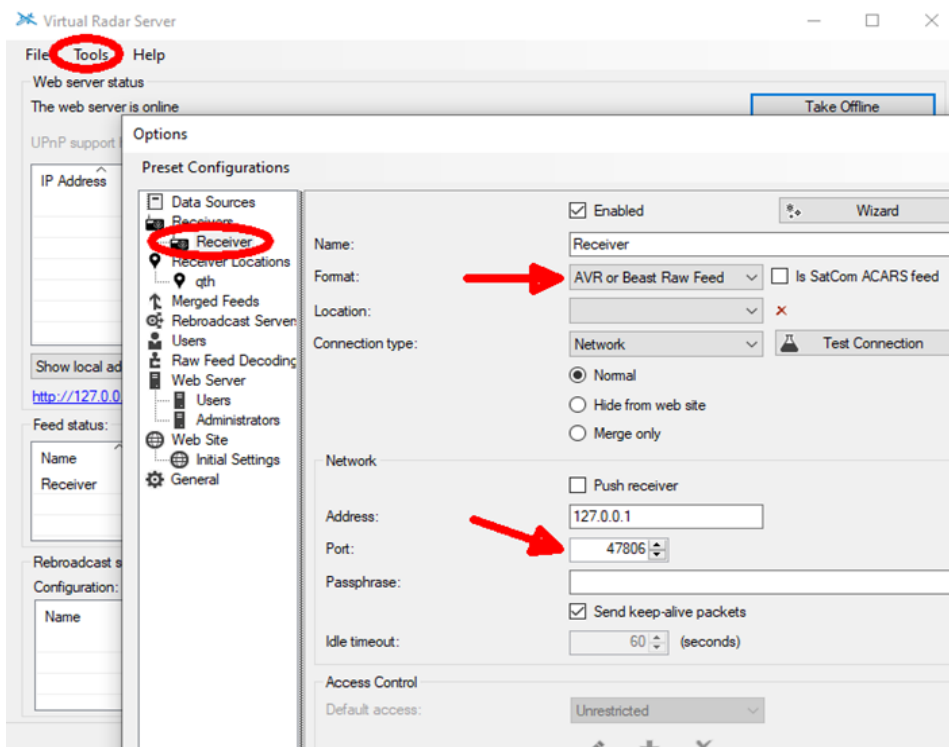 Virtual Radar Server
File Tools Help
Web server status
The web server is online
Take Offline
UPnP support
IP Address
Show local ad
http://127.0.0
Feed status:
Name
Receiver
Rebroadcast s
Configuration:
Name
Options
Preset Configurations
Data Sources
Receivers
Receiver
Receiver Locations
qth
Merged Feeds
Rebroadcast Servers
Users
Raw Feed Decoding
Web Server
Users
Administrators
Web Site
Initial Settings
General
Enabled
Wizard
Name: Receiver
Format: AVR or Beast Raw Feed Is SatCom ACARS feed
Location:
Connection type: Network Test Connection
Normal
Hide from web site
Merge only
Network
Push receiver
Address: 127.0.0.1
Port: 47806
Passphrase:
Send keep-alive packets
Idle timeout: 60 (seconds)
Access Control
Default access: Unrestricted